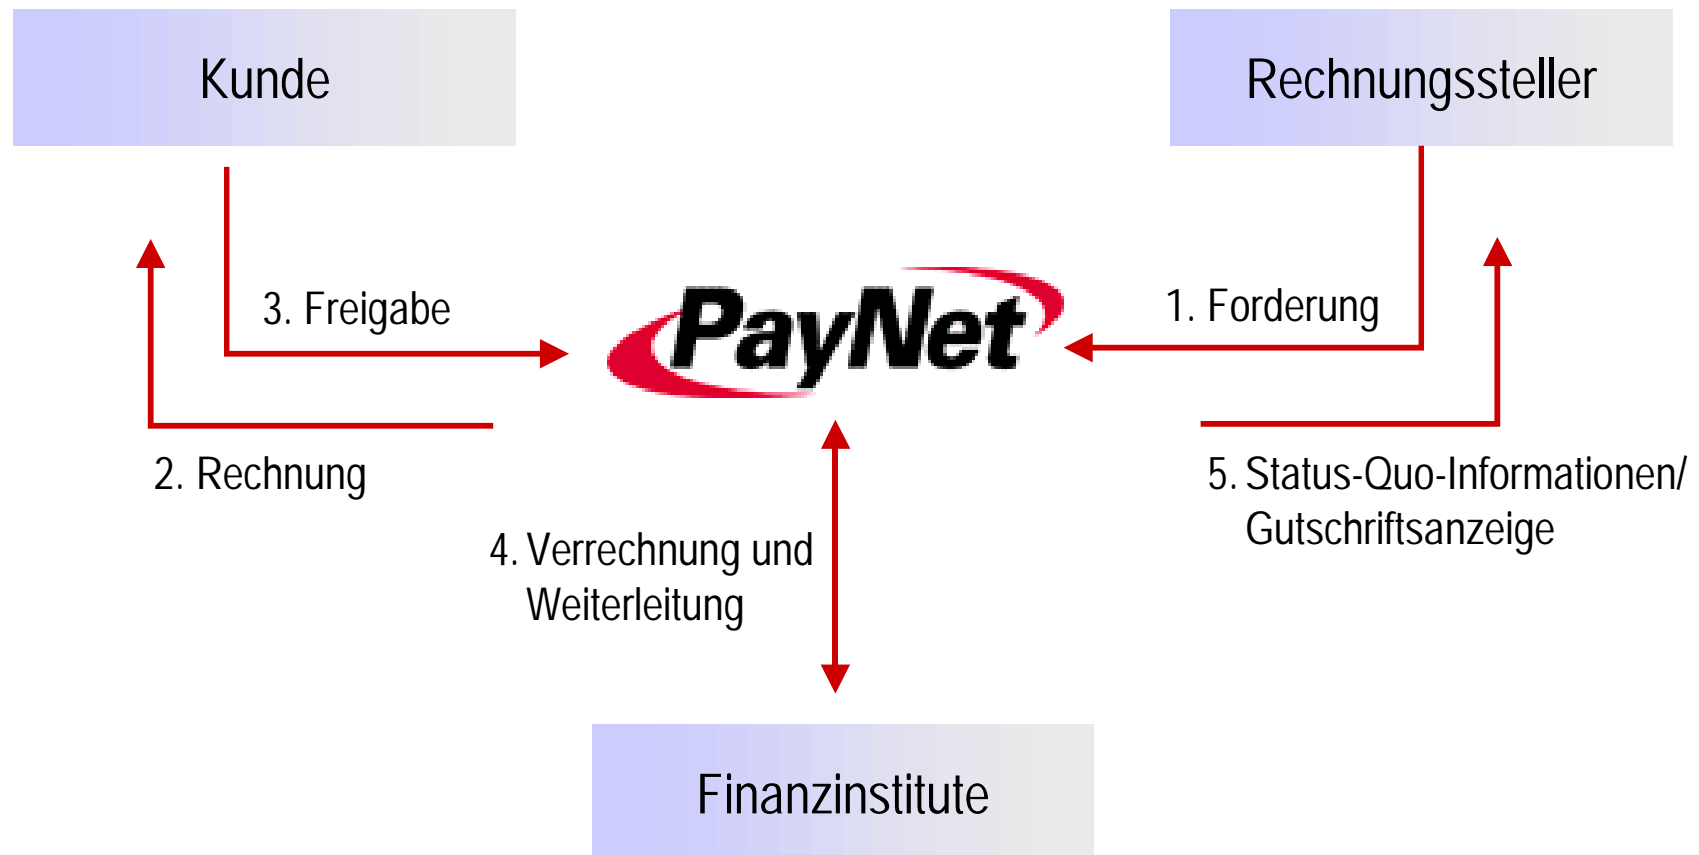 Kunde
Rechnungssteller
3. Freigabe
PayNet
1. Forderung
2. Rechnung
5. Status-Quo-Informationen/
Gutschriftsanzeige
4. Verrechnung und
Weiterleitung
Finanzinstitute